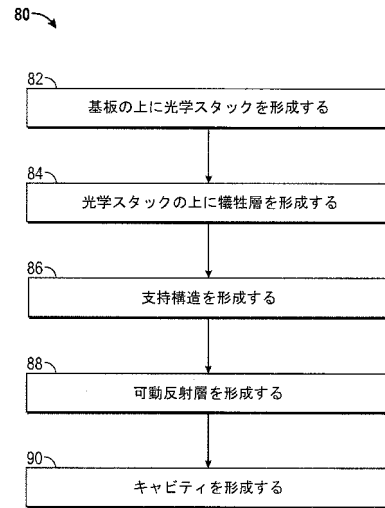 80
82
基板の上に光学スタックを形成する
84
光学スタックの上に犠牲層を形成する
86
支持構造を形成する
88
可動反射層を形成する
90
キャビティを形成する